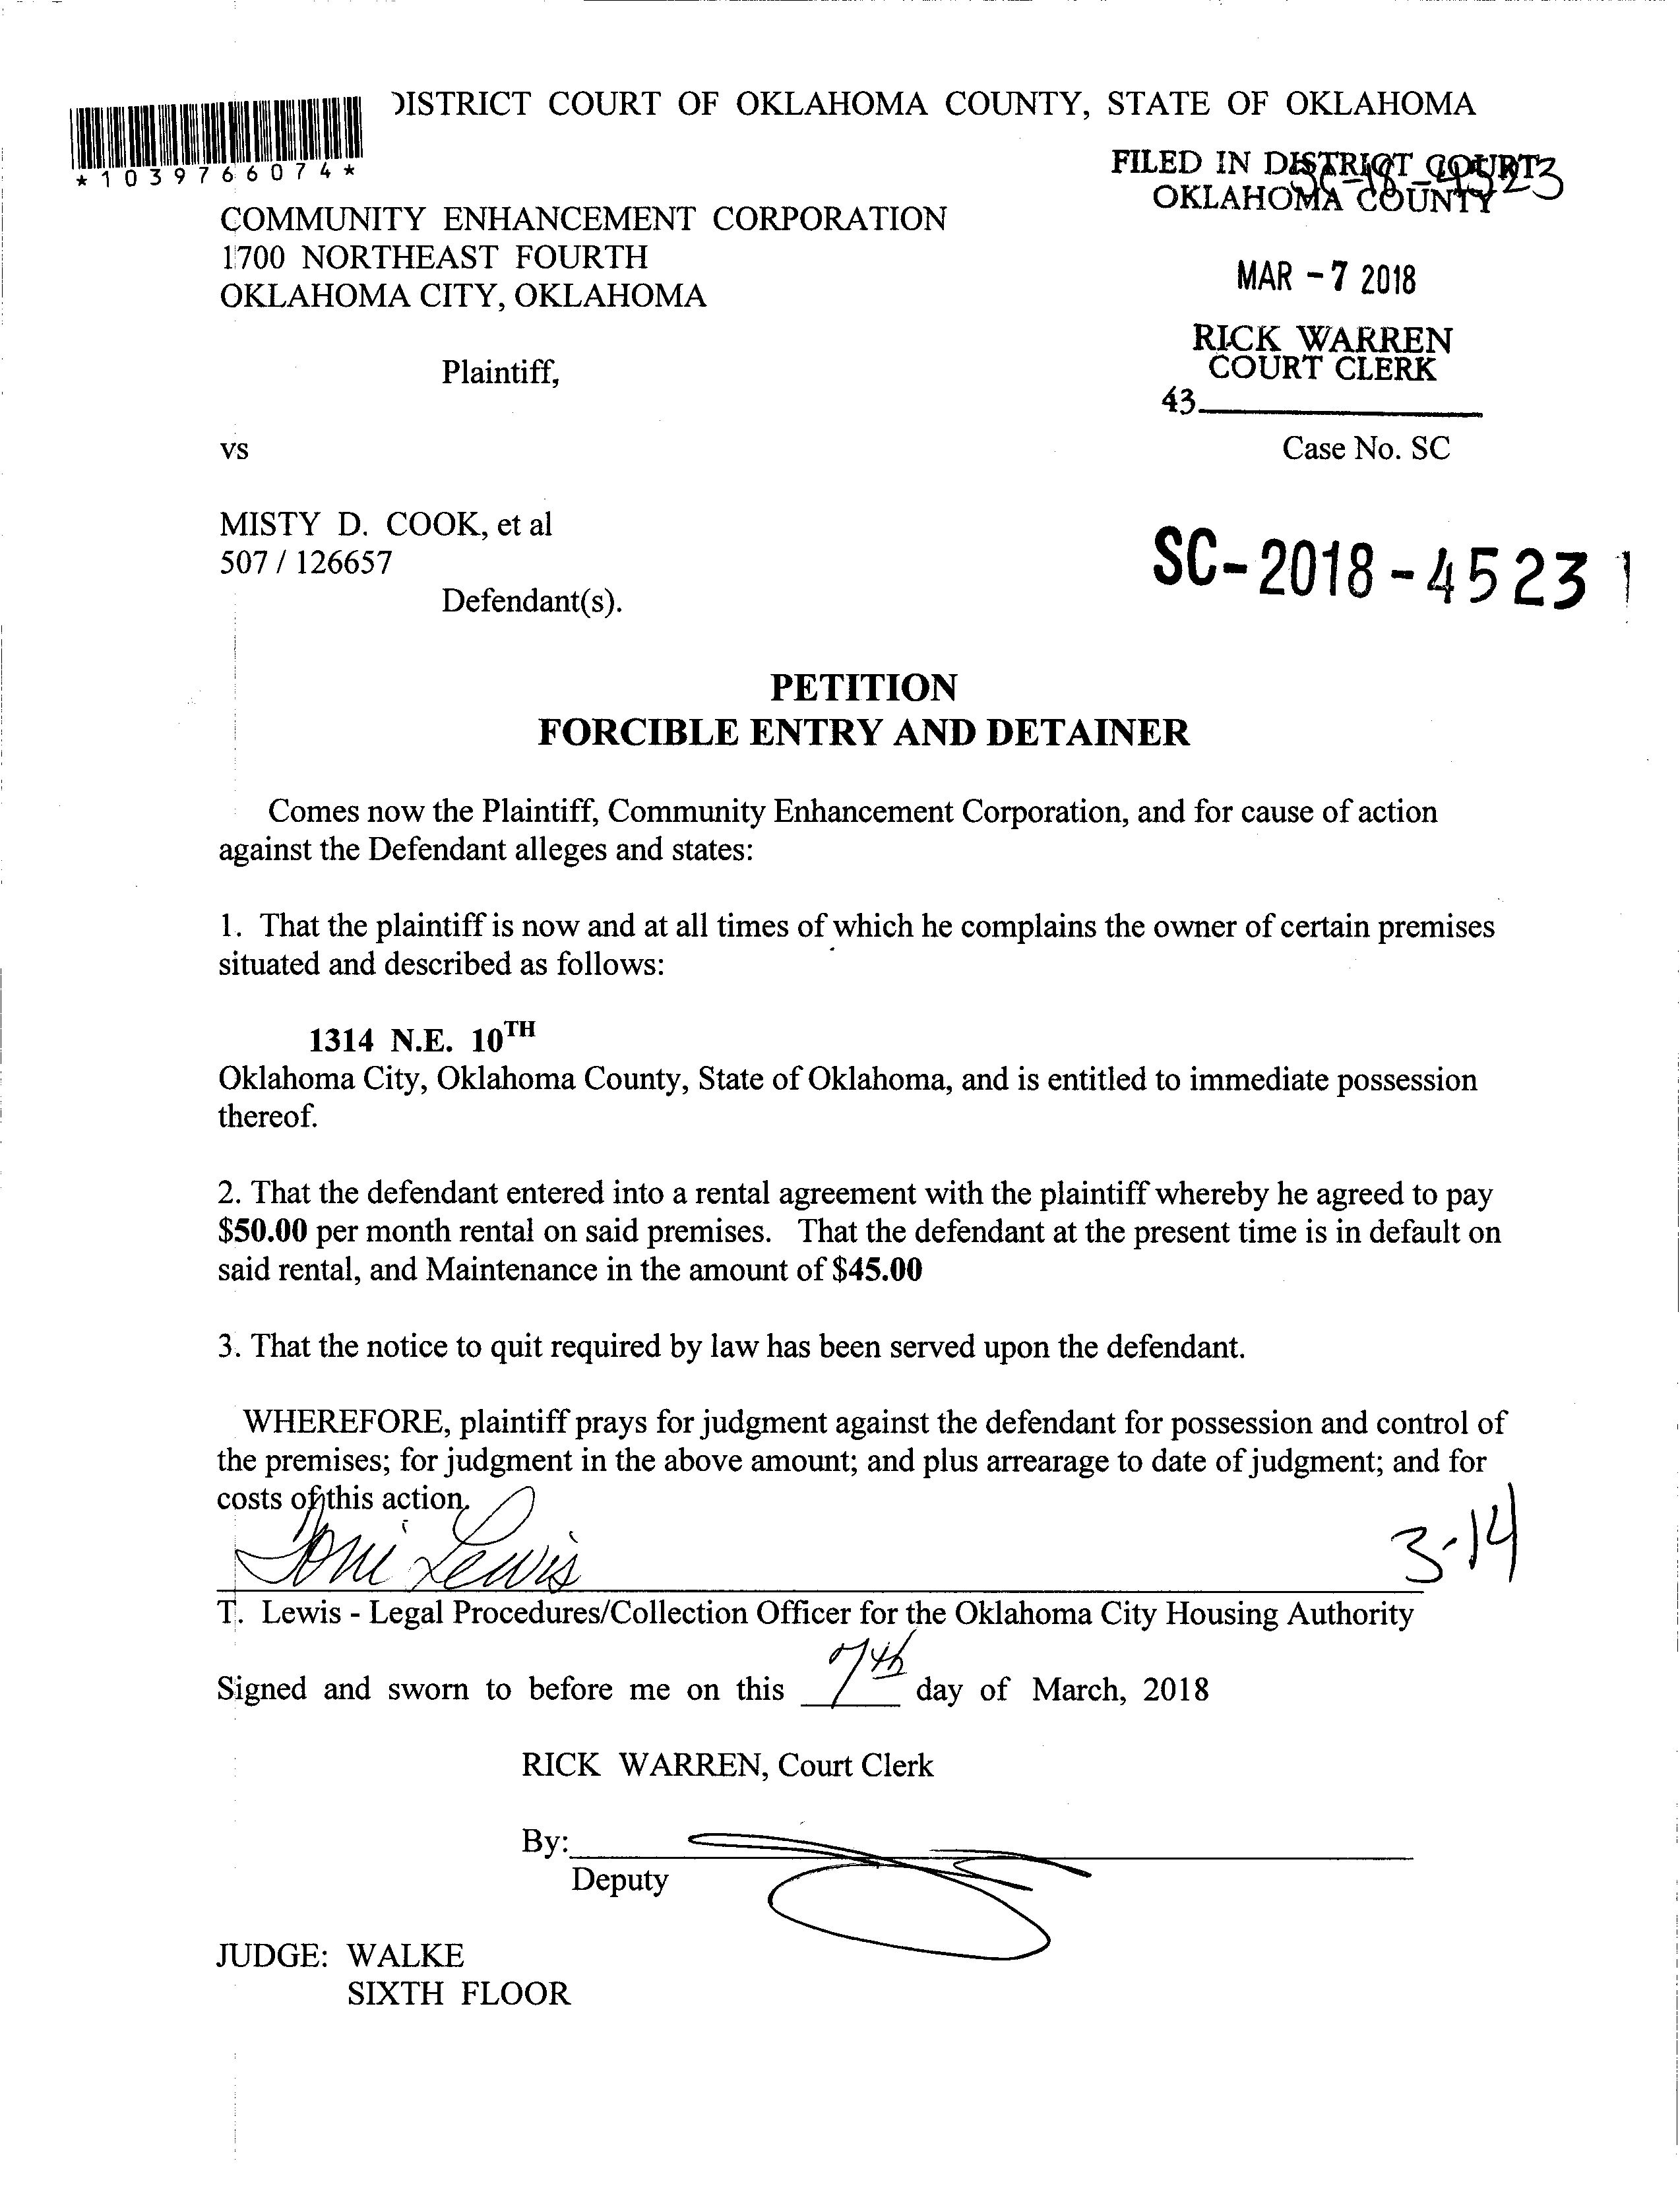 DISTRICT COURT OF OKLAHOMA COUNTY, STATE OF OKLAHOMA
*1039766074*
FILED IN DISTRICT COURT
OKLAHOMA COUNTY
SC-18-4523
COMMUNITY ENHANCEMENT CORPORATION
1700 NORTHEAST FOURTH
OKLAHOMA CITY, OKLAHOMA
MAR -7 2018
RICK WARREN
COURT CLERK
43
Plaintiff,
vs
Case No. SC
MISTY D. COOK, et al
507 / 126657
Defendant(s).
SC-2018-4523
PETITION
FORCIBLE ENTRY AND DETAINER
Comes now the Plaintiff, Community Enhancement Corporation, and for cause of action
against the Defendant alleges and states:
1. That the plaintiff is now and at all times of which he complains the owner of certain premises
situated and described as follows:
1314 N.E. 10TH
Oklahoma City, Oklahoma County, State of Oklahoma, and is entitled to immediate possession
thereof.
2. That the defendant entered into a rental agreement with the plaintiff whereby he agreed to pay
$50.00 per month rental on said premises. That the defendant at the present time is in default on
said rental, and Maintenance in the amount of $45.00
3. That the notice to quit required by law has been served upon the defendant.
WHEREFORE, plaintiff prays for judgment against the defendant for possession and control of
the premises; for judgment in the above amount; and plus arrearage to date of judgment; and for
costs of this action.
Toni Lewis 3-14
T. Lewis - Legal Procedures/Collection Officer for the Oklahoma City Housing Authority
Signed and sworn to before me on this 7th day of March, 2018
RICK WARREN, Court Clerk
By:
Deputy
JUDGE: WALKE
SIXTH FLOOR